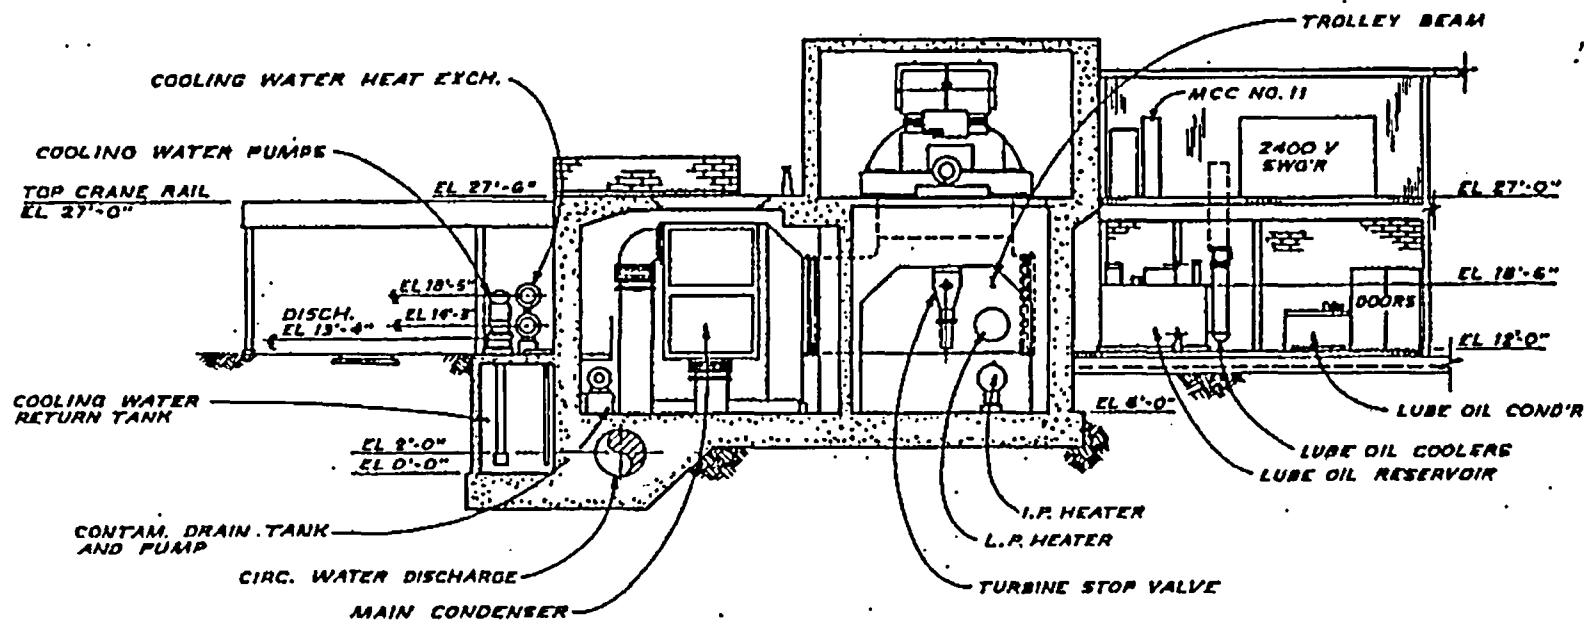 TROLLEY BEAM
COOLING WATER HEAT EXCH.
MCC NO. 11
COOLING WATER PUMPS
2400 V
SWG'R
TOP CRANE RAIL
EL 27'-0"
EL 27'-6"
EL 27'-0"
EL 18'-5"
EL 18'-6"
DOORS
DISCH.
EL 13'-4"
EL 14'-3"
EL 12'-0"
COOLING WATER
RETURN TANK
EL 6'-0"
LUBE OIL COND'R
EL 2'-0"
EL 0'-0"
LUBE OIL COOLERS
LUBE OIL RESERVOIR
CONTAM. DRAIN TANK
AND PUMP
I.P. HEATER
L.P. HEATER
CIRC. WATER DISCHARGE
TURBINE STOP VALVE
MAIN CONDENSER